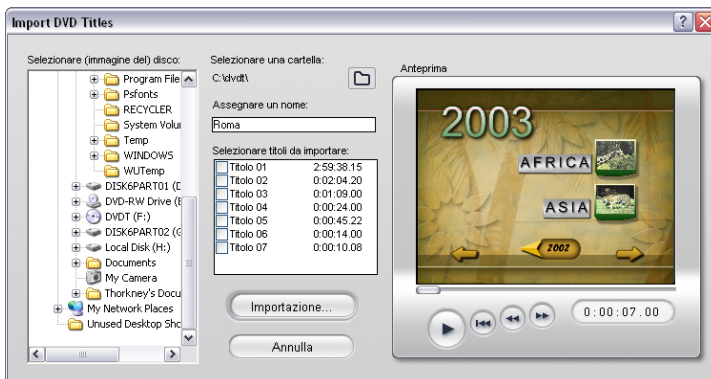 Import DVD Titles
Selezionare (immagine del) disco:
Program File
Psfonts
RECYCLER
System Volur
Temp
WINDOWS
WUTemp
DISK6PART01 (D
DVD-RW Drive (E
DVDT (F:)
DISK6PART02 (G
Local Disk (H:)
Documents
My Camera
Thorkney's Docu
My Network Places
Unused Desktop Shc
Selezionare una cartella:
C:\dvdt\
Assegnare un nome:
Roma
Selezionare titoli da importare:
Titolo 01 2:59:38.15
Titolo 02 0:02:04.20
Titolo 03 0:01:09.00
Titolo 04 0:00:24.00
Titolo 05 0:00:45.22
Titolo 06 0:00:14.00
Titolo 07 0:00:10.08
Importazione...
Annulla
Anteprima
2003
AFRICA
ASIA
2002
0:00:07.00